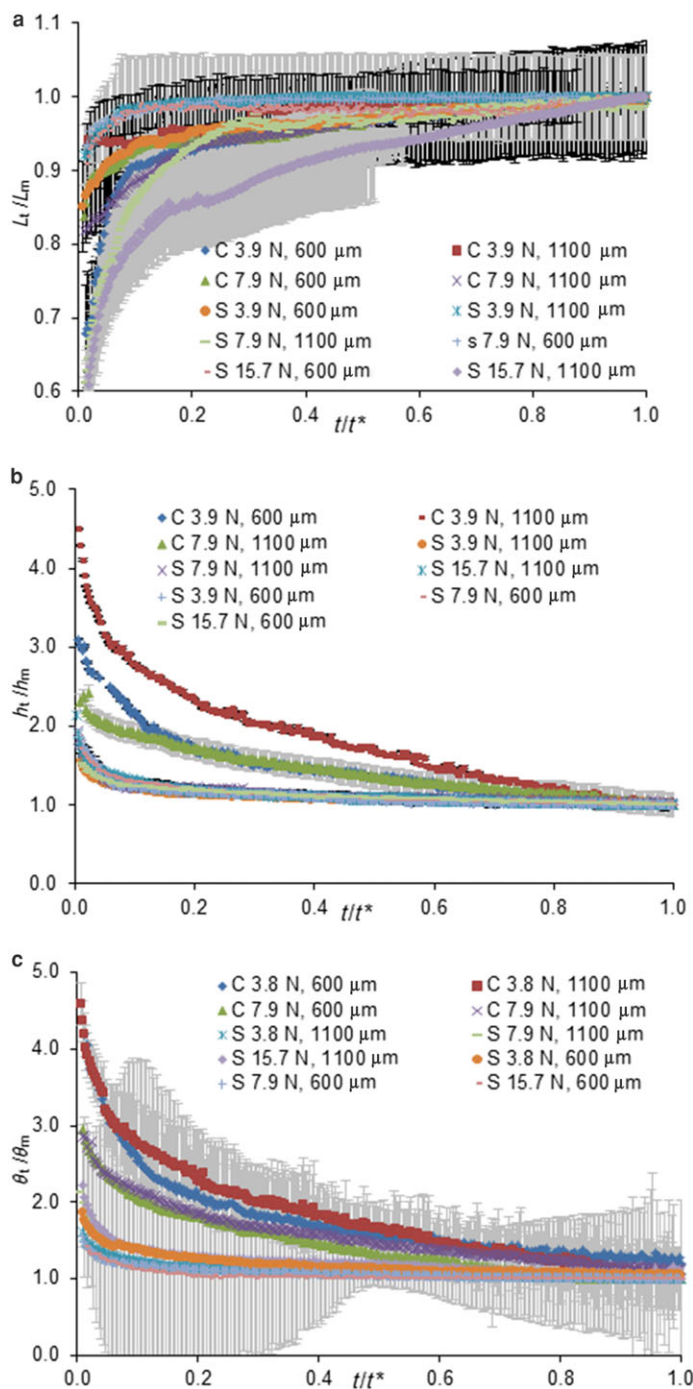 a
1.1
1.0
0.9
0.8
0.7
0.6
Lt/Lm
C 3.9 N, 600 μm
C 3.9 N, 1100 μm
C 7.9 N, 600 μm
C 7.9 N, 1100 μm
S 3.9 N, 600 μm
S 3.9 N, 1100 μm
S 7.9 N, 1100 μm
s 7.9 N, 600 μm
S 15.7 N, 600 μm
S 15.7 N, 1100 μm
0.0 0.2 0.4 0.6 0.8 1.0
t/t*
b
5.0
4.0
3.0
2.0
1.0
0.0
ht/hm
C 3.9 N, 600 μm
C 3.9 N, 1100 μm
C 7.9 N, 1100 μm
S 3.9 N, 1100 μm
S 7.9 N, 1100 μm
S 15.7 N, 1100 μm
S 3.9 N, 600 μm
S 7.9 N, 600 μm
S 15.7 N, 600 μm
0.0 0.2 0.4 0.6 0.8 1.0
t/t*
c
5.0
4.0
3.0
2.0
1.0
0.0
θt/θm
C 3.8 N, 600 μm
C 3.8 N, 1100 μm
C 7.9 N, 600 μm
C 7.9 N, 1100 μm
S 3.8 N, 1100 μm
S 7.9 N, 1100 μm
S 15.7 N, 1100 μm
S 3.8 N, 600 μm
S 7.9 N, 600 μm
S 15.7 N, 600 μm
0.0 0.2 0.4 0.6 0.8 1.0
t/t*